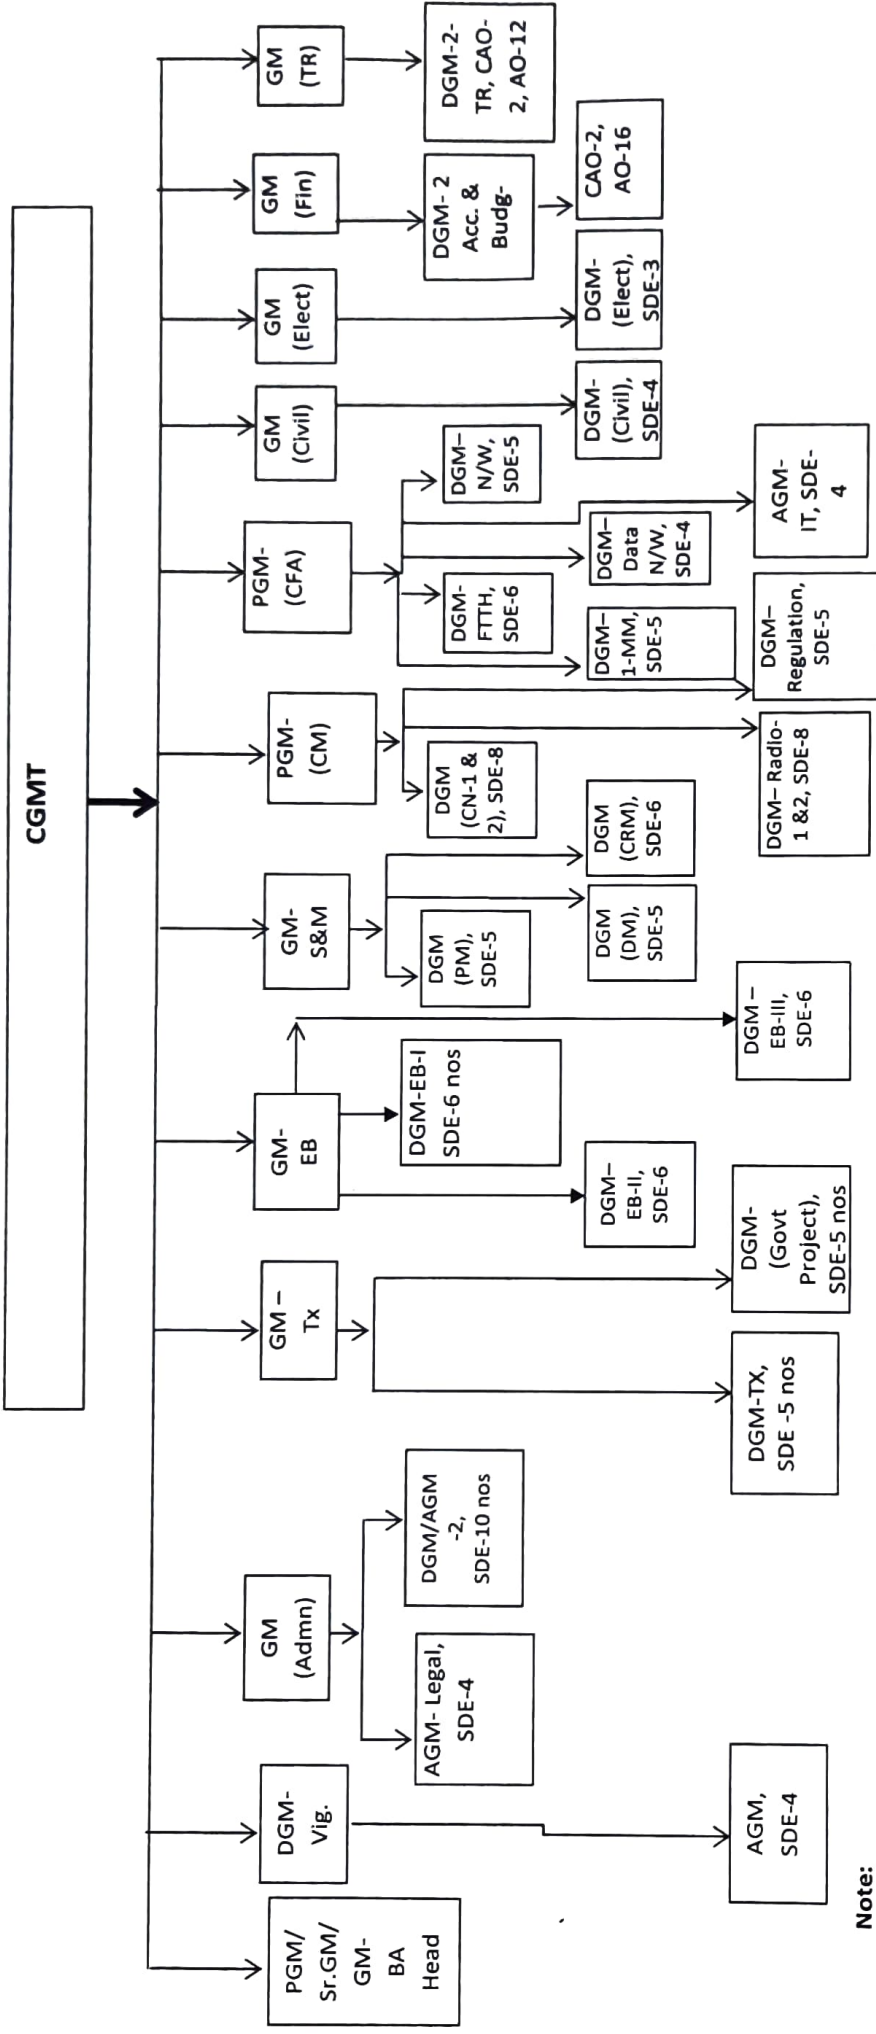 CGMT
PGM/
Sr.GM/
GM-
BA
Head
DGM-
Vig.
GM
(Admn)
GM –
Tx
GM-
EB
GM-
S&M
PGM-
(CM)
PGM-
(CFA)
GM
(Civil)
GM
(Elect)
GM
(Fin)
GM
(TR)
AGM- Legal,
SDE-4
DGM/AGM
-2,
SDE-10 nos
DGM-EB-I
SDE-6 nos
DGM
(PM),
SDE-5
DGM
(CN-1 &
2), SDE-8
DGM-
FTTH,
SDE-6
DGM–
N/W,
SDE-5
DGM- 2
Acc. &
Budg-
DGM-2-
TR, CAO-
2, AO-12
DGM–
EB-II,
SDE-6
DGM
(DM),
SDE-5
DGM
(CRM),
SDE-6
DGM–
1-MM,
SDE-5
DGM–
Data
N/W,
SDE-4
DGM-
(Civil),
SDE-4
DGM-
(Elect),
SDE-3
CAO-2,
AO-16
AGM,
SDE-4
DGM-TX,
SDE -5 nos
DGM-
(Govt
Project),
SDE-5 nos
DGM –
EB-III,
SDE-6
DGM– Radio-
1 &2, SDE-8
DGM–
Regulation,
SDE-5
AGM-
IT, SDE-
4
Note: